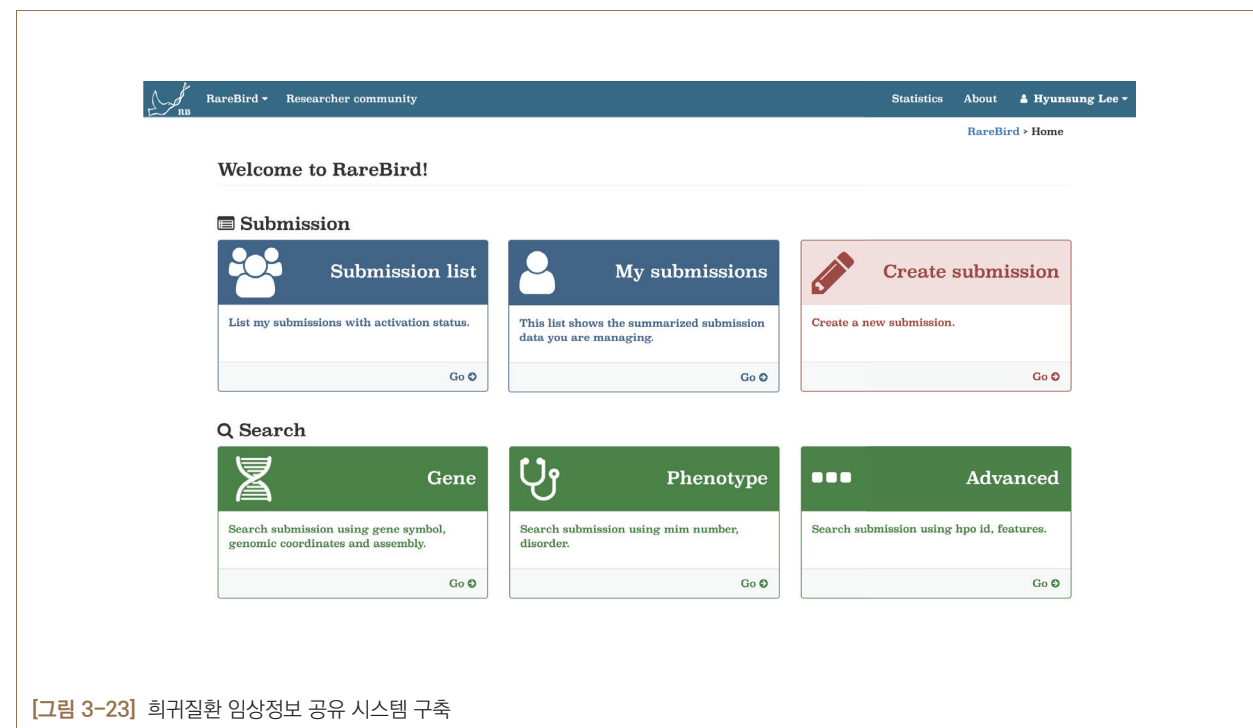 RB
RareBird
Researcher community
Statistics
About
Hyunsung Lee
RareBird > Home
Welcome to RareBird!
Submission
Submission list
List my submissions with activation status.
Go
My submissions
This list shows the summarized submission
data you are managing.
Go
Create submission
Create a new submission.
Go
Search
Gene
Search submission using gene symbol,
genomic coordinates and assembly.
Go
Phenotype
Search submission using mim number,
disorder.
Go
Advanced
Search submission using hpo id, features.
Go
[그림 3-23] 희귀질환 임상정보 공유 시스템 구축